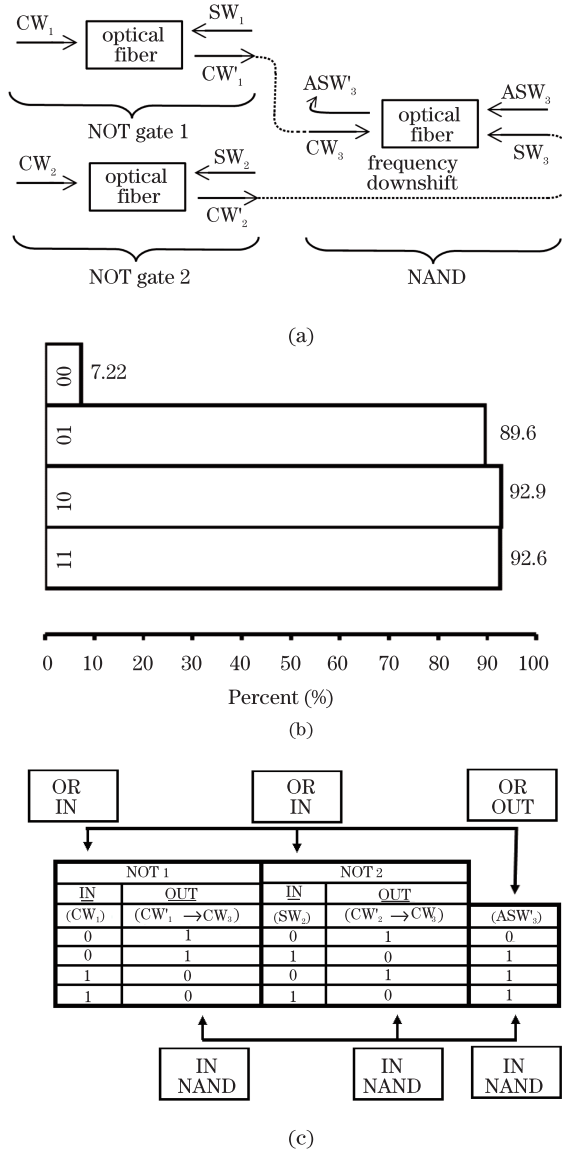 CW₁
SW₁
optical
fiber
CW'₁
NOT gate 1
CW₂
SW₂
optical
fiber
CW'₂
NOT gate 2
ASW'₃
ASW₃
optical
fiber
CW₃
SW₃
frequency
downshift
NAND
(a)
00 7.22
01 89.6
10 92.9
11 92.6
0 10 20 30 40 50 60 70 80 90 100
Percent (%)
(b)
OR IN
OR IN
OR OUT
NOT 1 NOT 2
IN OUT IN OUT
(CW₁) (CW'₁ →CW₃) (SW₂) (CW'₂ →CW₃) (ASW'₃)
0 1 0 1 0
0 1 1 0 1
1 0 0 1 1
1 0 1 0 1
IN NAND
IN NAND
IN NAND
(c)